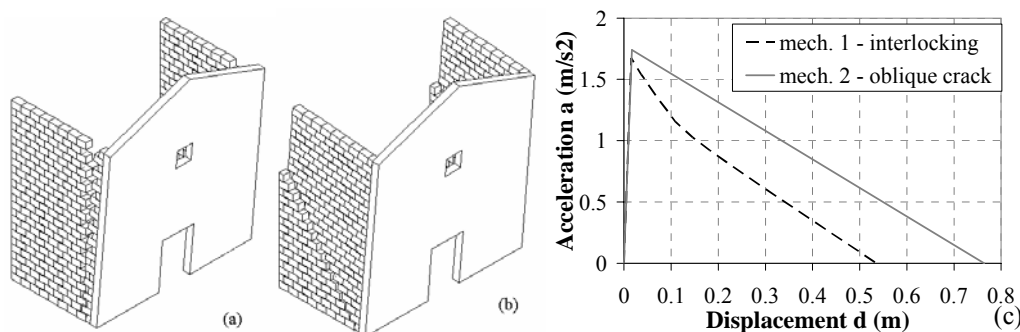 (a)
(b)
2
1.5
1
0.5
0
Acceleration a (m/s2)
mech. 1 - interlocking
mech. 2 - oblique crack
0 0.1 0.2 0.3 0.4 0.5 0.6 0.7 0.8
Displacement d (m)
(c)